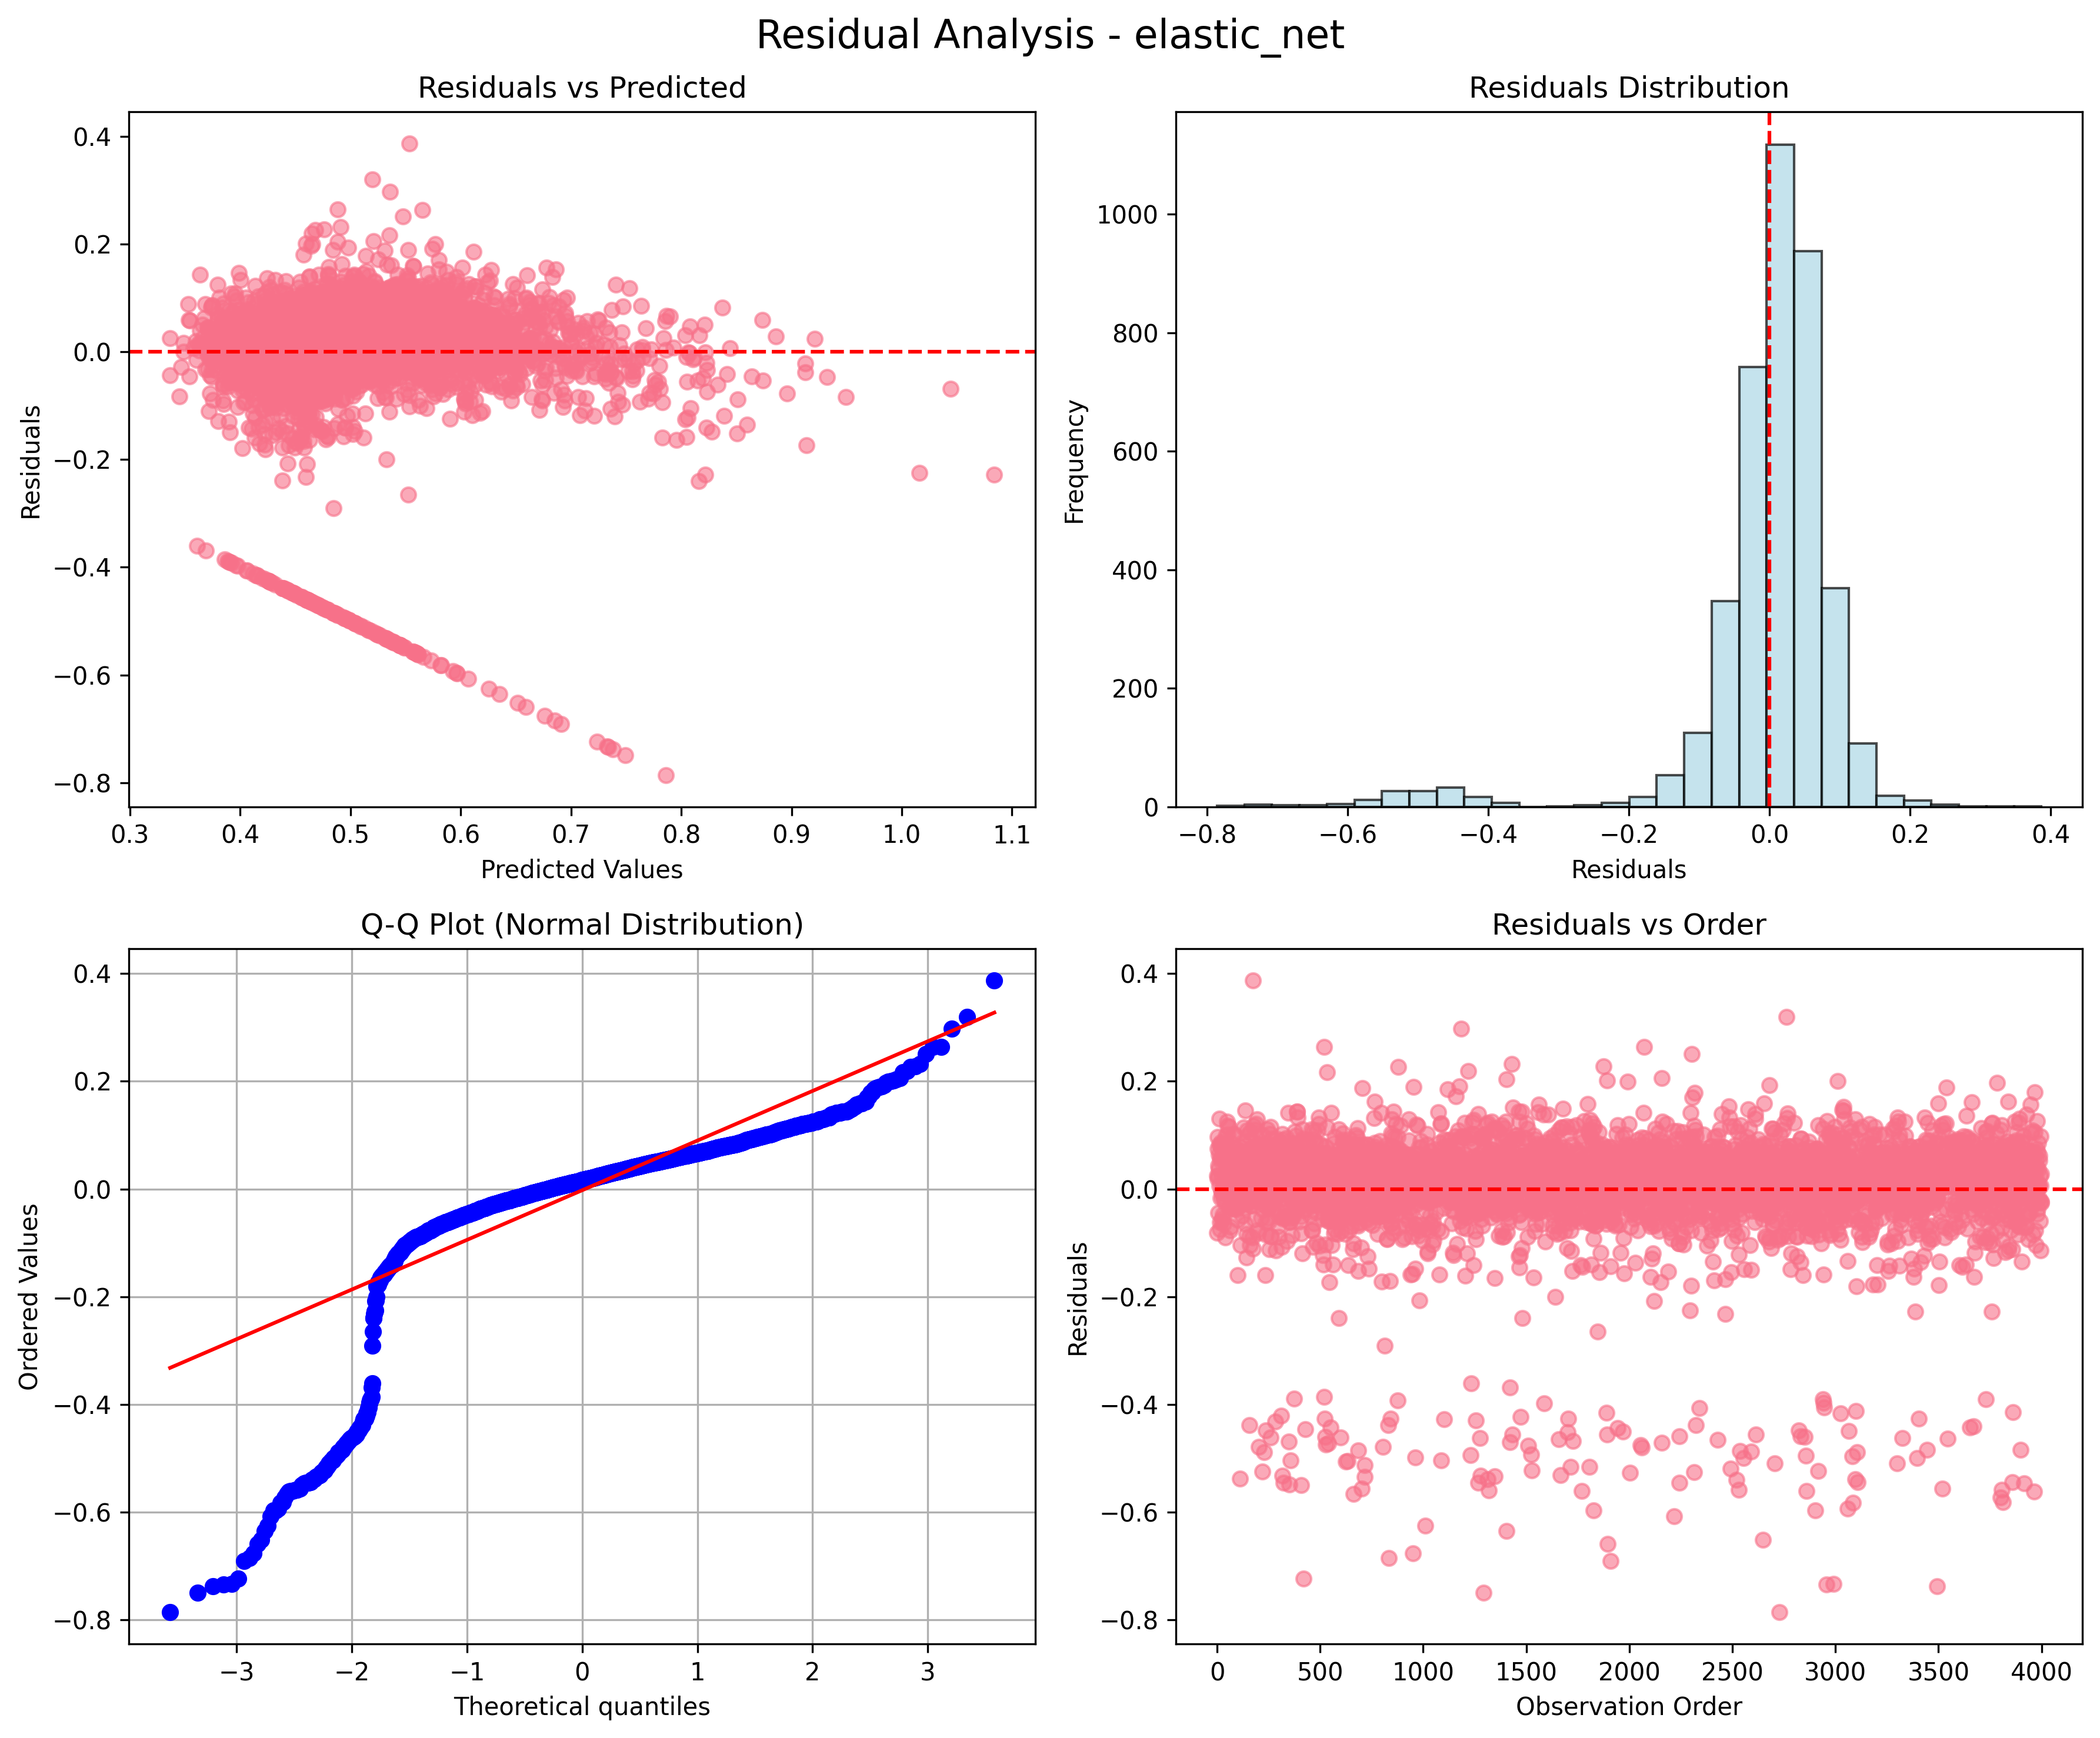 Residual Analysis - elastic_net
Residuals vs Predicted
Residuals
0.4
0.2
0.0
−0.2
−0.4
−0.6
−0.8
0.3 0.4 0.5 0.6 0.7 0.8 0.9 1.0 1.1
Predicted Values
Residuals Distribution
Frequency
1000
800
600
400
200
0
−0.8 −0.6 −0.4 −0.2 0.0 0.2 0.4
Residuals
Q-Q Plot (Normal Distribution)
Ordered Values
0.4
0.2
0.0
−0.2
−0.4
−0.6
−0.8
−3 −2 −1 0 1 2 3
Theoretical quantiles
Residuals vs Order
Residuals
0.4
0.2
0.0
−0.2
−0.4
−0.6
−0.8
0 500 1000 1500 2000 2500 3000 3500 4000
Observation Order